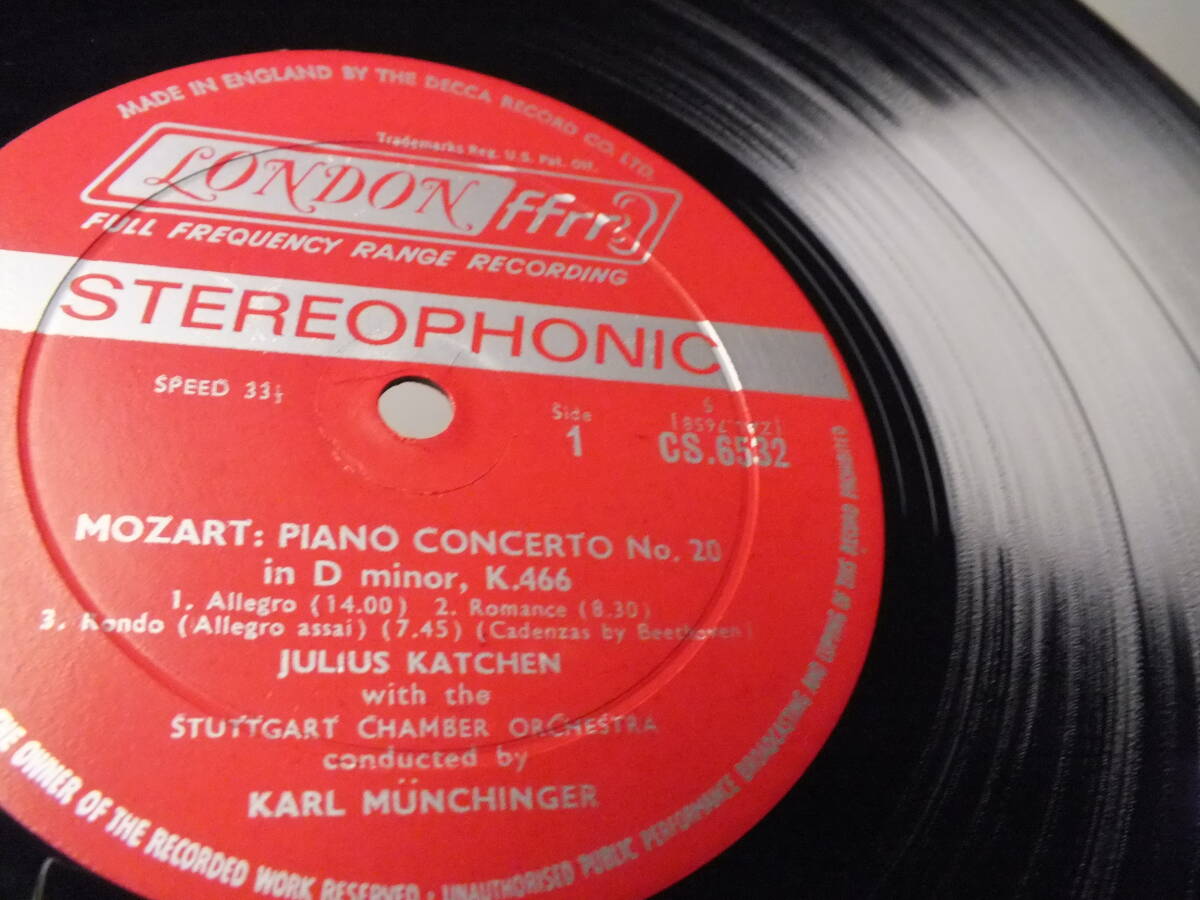 MADE IN ENGLAND BY THE DECCA RECORD CO. LTD.
Trademarks Reg. U.S. Pat. Off.
LONDON ffrr
FULL FREQUENCY RANGE RECORDING
STEREOPHONIC
SPEED 33⅓
Side
1
S
CS.6532
MOZART: PIANO CONCERTO No. 20
in D minor, K.466
1. Allegro (14.00) 2. Romance (8.30)
3. Rondo (Allegro assai) (7.45) (Cadenzas by Beethoven)
JULIUS KATCHEN
with the
STUTTGART CHAMBER ORCHESTRA
conducted by
KARL MÜNCHINGER
OWNER OF THE RECORDED WORK RESERVED · UNAUTHORISED PUBLIC PERFORMANCE BROADCASTING AND COPYING OF THIS RECORD PROHIBITED